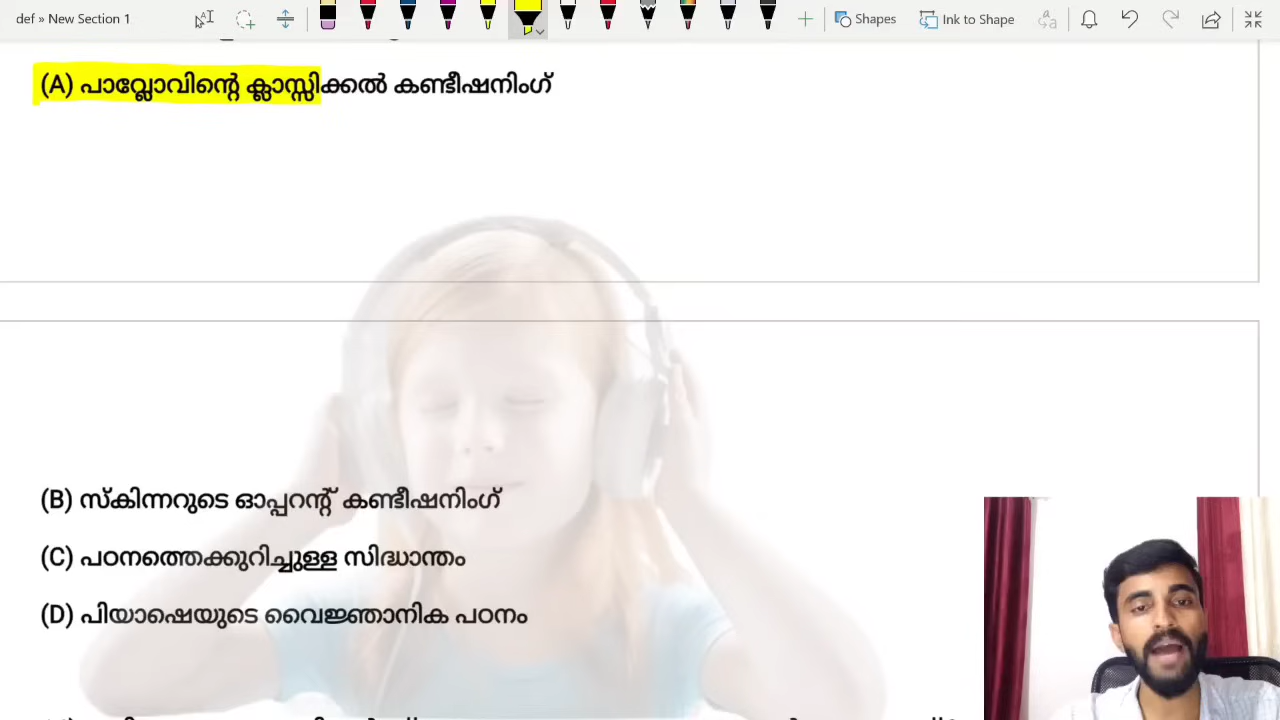 def » New Section 1
Shapes
Ink to Shape
(A) പാവ്ലോവിന്റെ ക്ലാസ്സിക്കൽ കണ്ടീഷനിംഗ്
(B) സ്കിന്നറുടെ ഓപ്പറന്റ് കണ്ടീഷനിംഗ്
(C) പഠനത്തെക്കുറിച്ചുള്ള സിദ്ധാന്തം
(D) പിയാഷെയുടെ വൈജ്ഞാനിക പഠനം